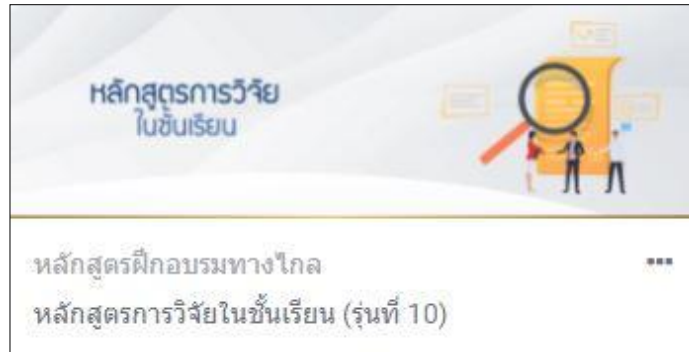 หลักสูตรการวิจัย
ในชั้นเรียน
หลักสูตรฝึกอบรมทางไกล
หลักสูตรการวิจัยในชั้นเรียน (รุ่นที่ 10)